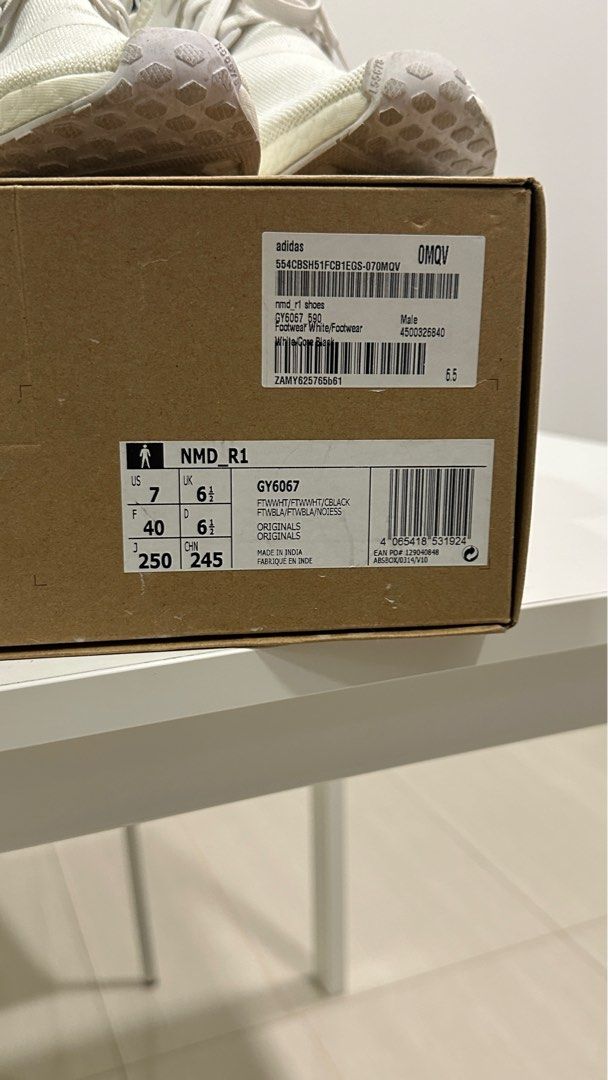 adidas
0MQV
554CBSH51FCB1EGS-070MQV
nmd_r1 shoes
GY6067 590
Male
Footwear White/Footwear
4500326840
White/Core Black
ZAMY625765b61
6.5
NMD_R1
US 7 UK 6½
F 40 D 6½
J 250 CHN 245
GY6067
FTWWHT/FTWWHT/CBLACK
FTWBLA/FTWBLA/NOIESS
ORIGINALS
ORIGINALS
MADE IN INDIA
FABRIQUE EN INDE
4 065418 531924
EAN PD# 129040848
ABSBOX/0314/V10